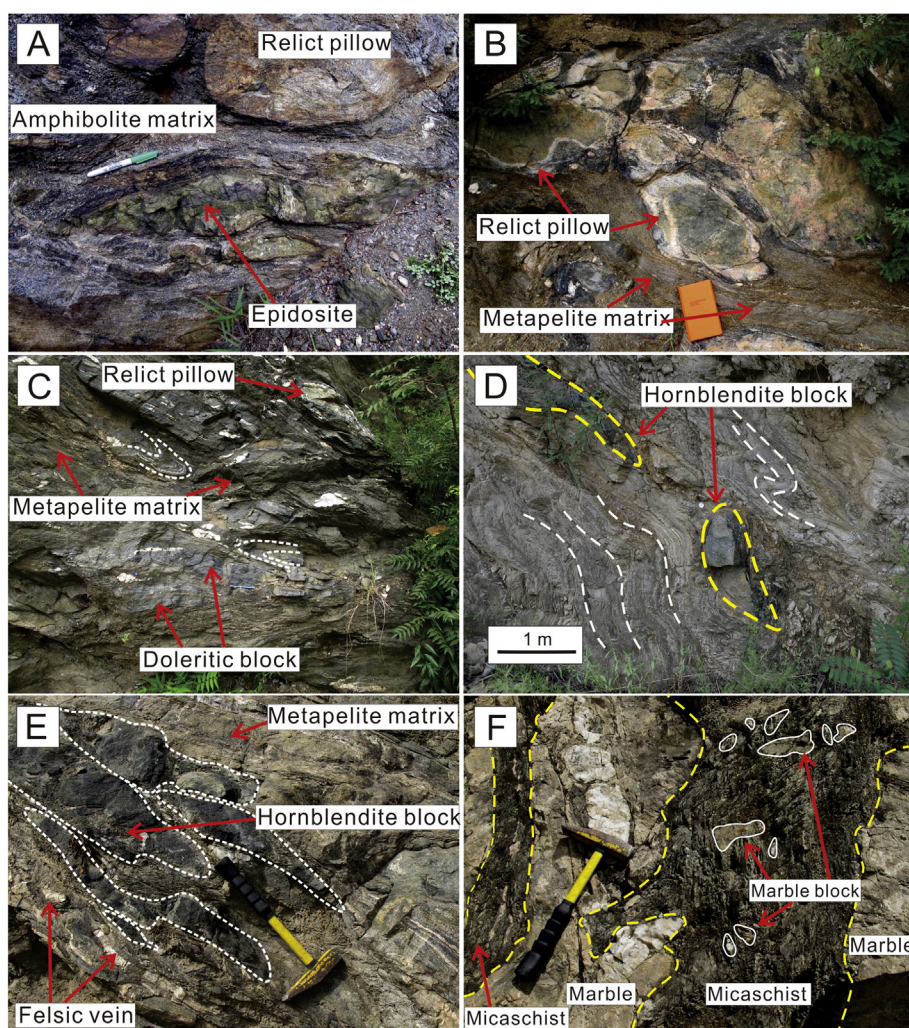 A
Relict pillow
Amphibolite matrix
Epidosite
B
Relict pillow
Metapelite matrix
C
Relict pillow
Metapelite matrix
Doleritic block
D
Hornblendite block
1 m
E
Metapelite matrix
Hornblendite block
Felsic vein
F
Marble block
Marble
Micaschist
Marble
Micaschist